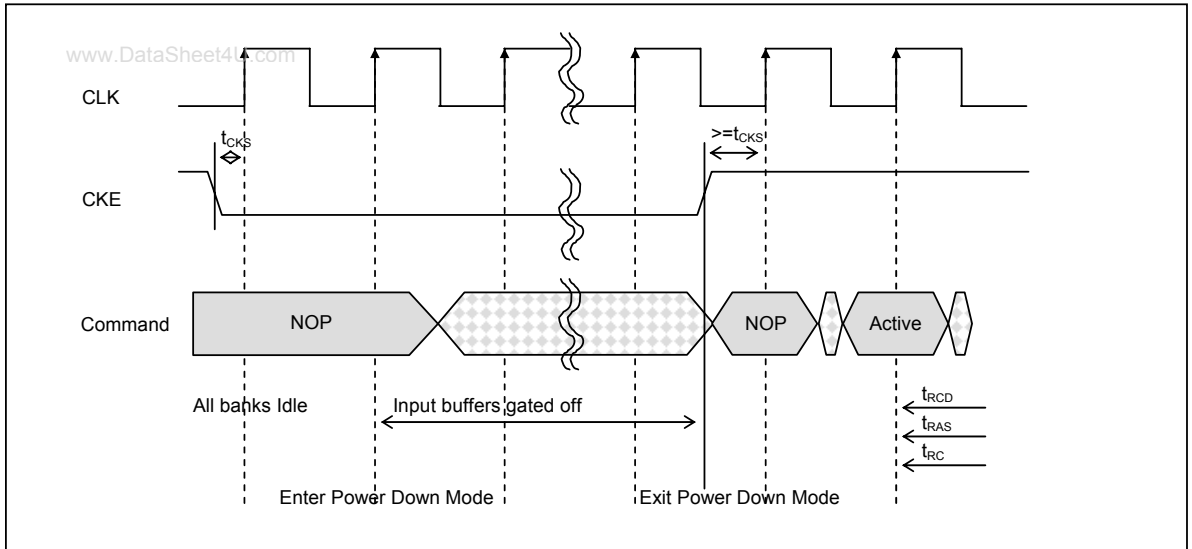 www.DataSheet4U.com
CLK
tCKS
>=tCKS
CKE
Command
NOP
NOP
Active
All banks Idle
Input buffers gated off
tRCD
tRAS
tRC
Enter Power Down Mode
Exit Power Down Mode